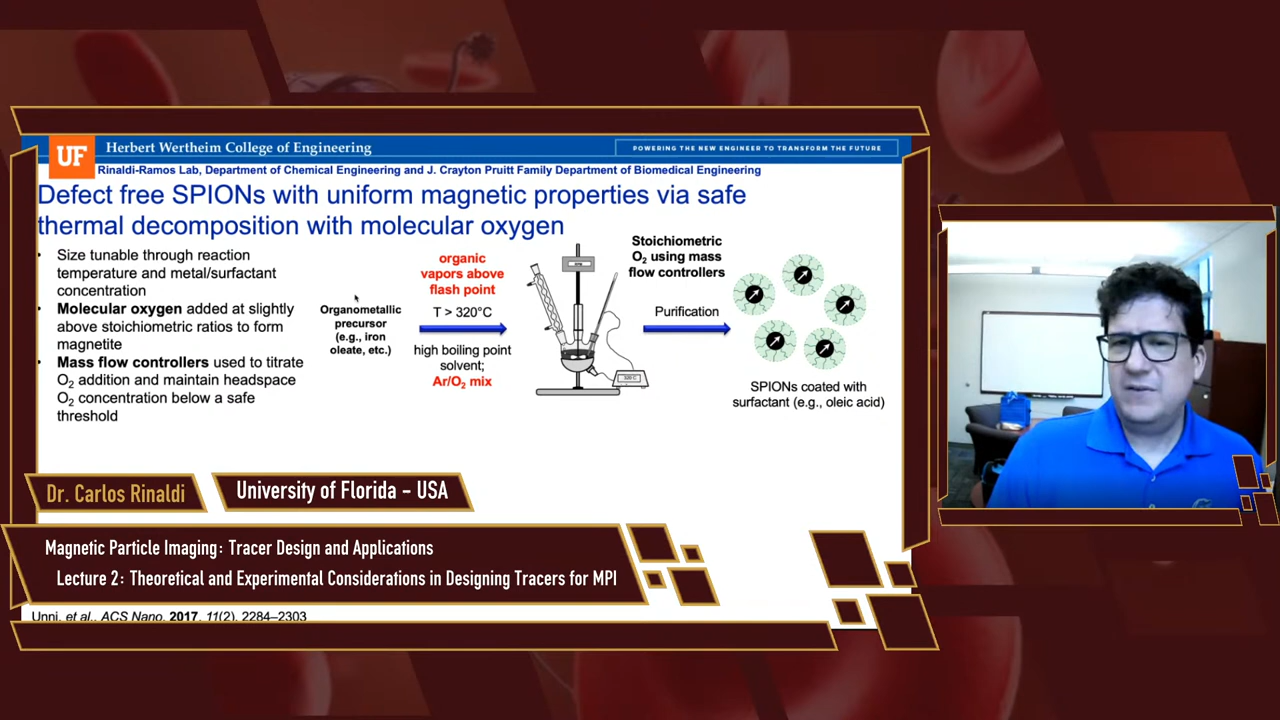 UF
Herbert Wertheim College of Engineering
POWERING THE NEW ENGINEER TO TRANSFORM THE FUTURE
Rinaldi-Ramos Lab, Department of Chemical Engineering and J. Crayton Pruitt Family Department of Biomedical Engineering
Defect free SPIONs with uniform magnetic properties via safe
thermal decomposition with molecular oxygen
Size tunable through reaction
temperature and metal/surfactant
concentration
Molecular oxygen added at slightly
above stoichiometric ratios to form
magnetite
Mass flow controllers used to titrate
O₂ addition and maintain headspace
O₂ concentration below a safe
threshold
Organometallic
precursor
(e.g., iron
oleate, etc.)
organic
vapors above
flash point
T > 320°C
high boiling point
solvent;
Ar/O₂ mix
Stoichiometric
O₂ using mass
flow controllers
Purification
SPIONs coated with
surfactant (e.g., oleic acid)
Dr. Carlos Rinaldi
University of Florida - USA
Magnetic Particle Imaging: Tracer Design and Applications
Lecture 2: Theoretical and Experimental Considerations in Designing Tracers for MPI
Unni, et al., ACS Nano, 2017, 11(2), 2284–2303